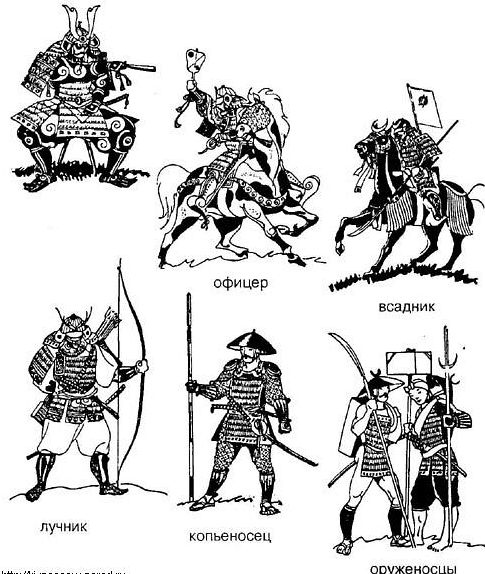 офицер
всадник
лучник
копьеносец
оруженосцы